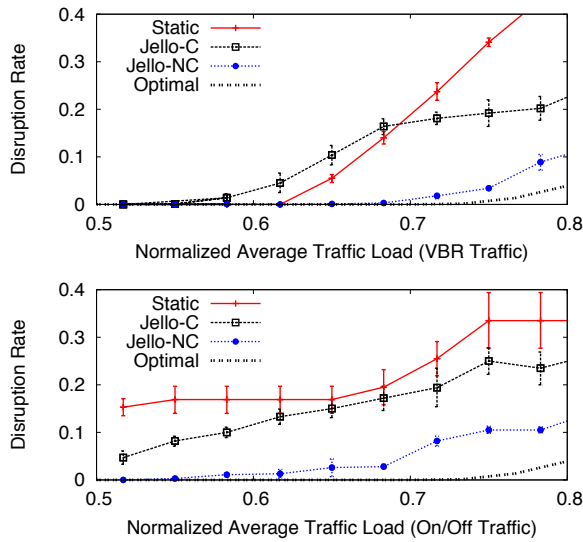 Disruption Rate
0.4
0.3
0.2
0.1
0
Static
Jello-C
Jello-NC
Optimal
0.5 0.6 0.7 0.8
Normalized Average Traffic Load (VBR Traffic)
Disruption Rate
0.4
0.3
0.2
0.1
0
Static
Jello-C
Jello-NC
Optimal
0.5 0.6 0.7 0.8
Normalized Average Traffic Load (On/Off Traffic)